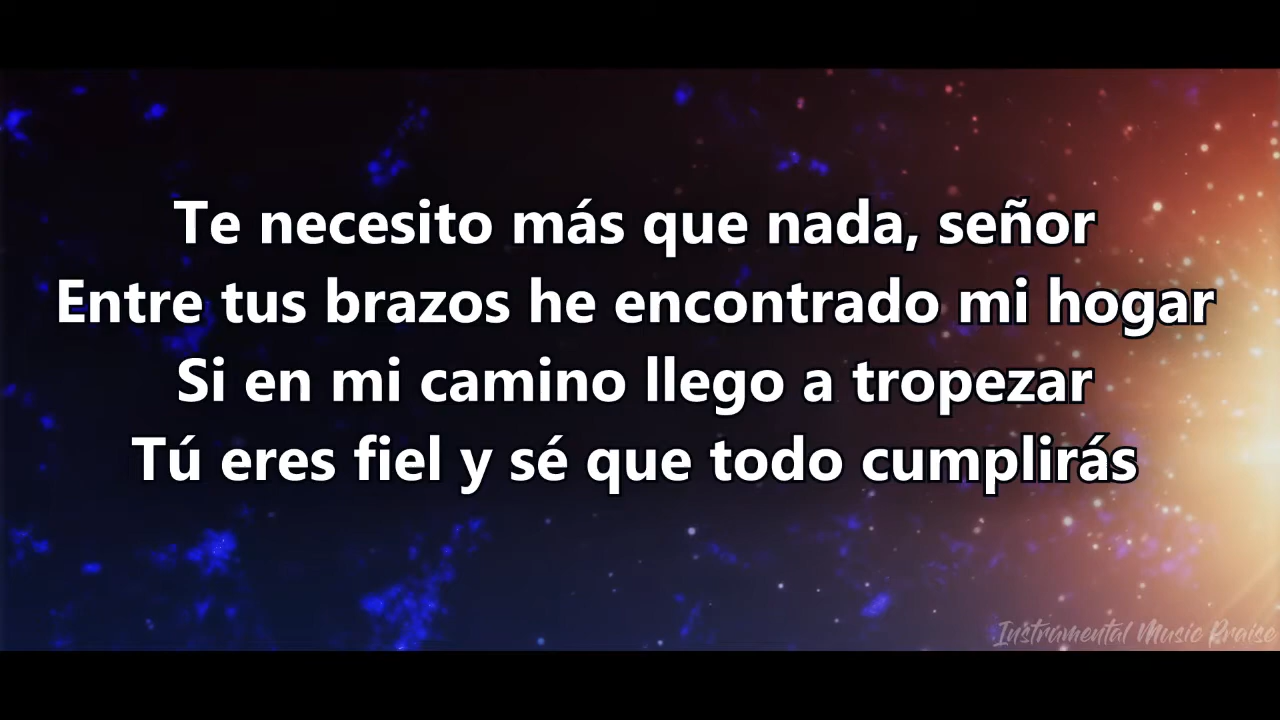 Te necesito más que nada, señor
Entre tus brazos he encontrado mi hogar
Si en mi camino llego a tropezar
Tú eres fiel y sé que todo cumplirás
Instrumental Music Praise